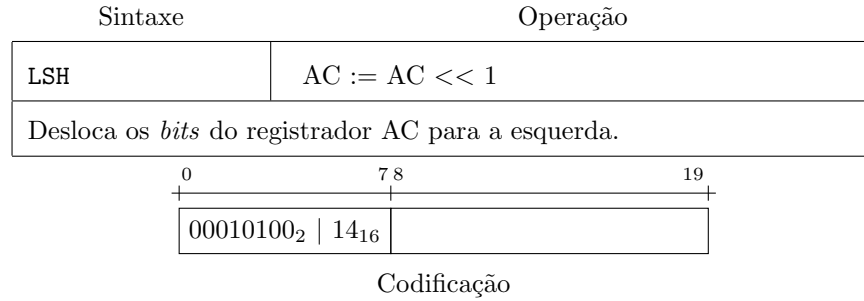 Sintaxe Operação
LSH AC := AC << 1
Desloca os bits do registrador AC para a esquerda.
0 7 8 19
00010100₂ | 14₁₆
Codificação